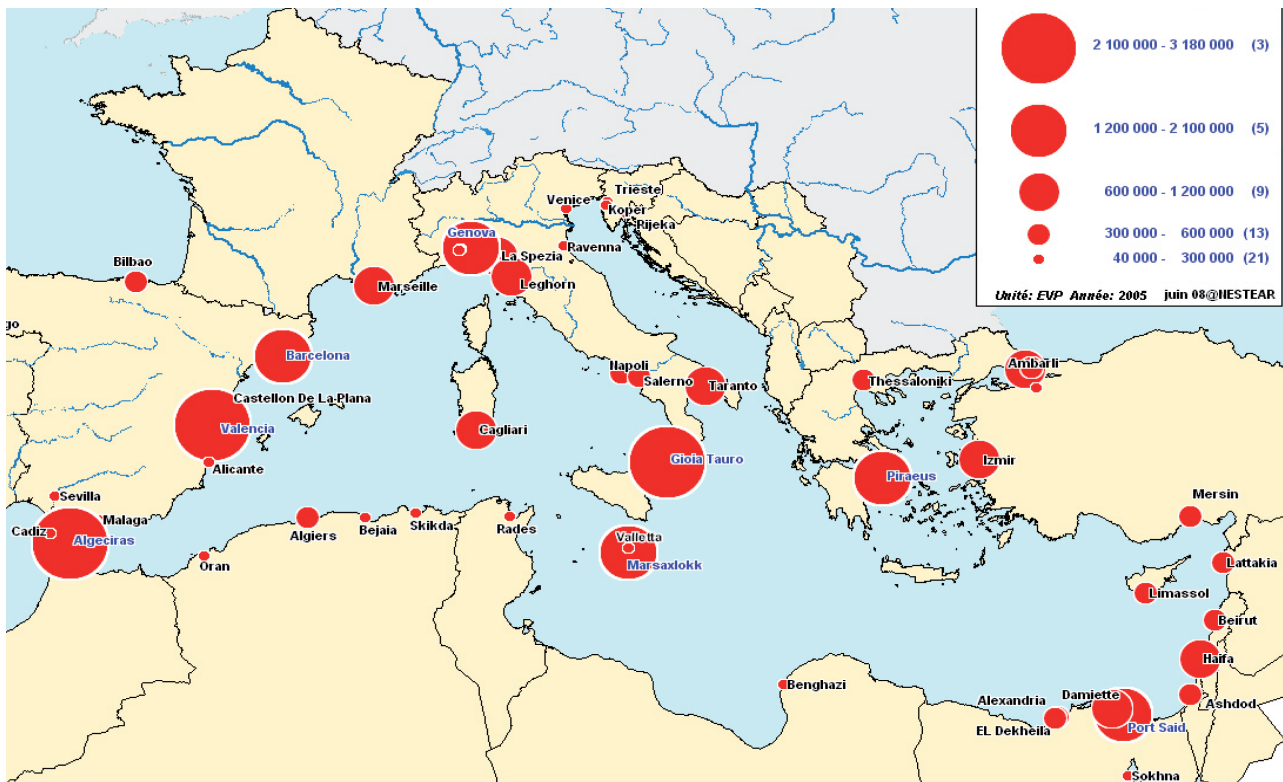 2 100 000 - 3 180 000 (3)
1 200 000 - 2 100 000 (5)
600 000 - 1 200 000 (9)
300 000 - 600 000 (13)
40 000 - 300 000 (21)
Unité: EVP Année: 2005 juin 08@NESTEAR
Trieste
Venice
Koper
Rijeka
Genova
Ravenna
La Spezia
Bilbao
Leghorn
Marseille
go
Barcelona
Ambarli
Napoli
Thessaloniki
Salerno
Taranto
Castellon De La Plana
Valencia
Cagliari
Gioia Tauro
Izmir
Alicante
Piraeus
Sevilla
Mersin
Malaga
Skikda
Cadiz
Algeciras
Algiers
Bejaia
Rades
Valletta
Oran
Marsaxlokk
Lattakia
Limassol
Beirut
Haifa
Benghazi
Damiette
Alexandria
Ashdod
EL Dekheila
Port Said
Sokhna